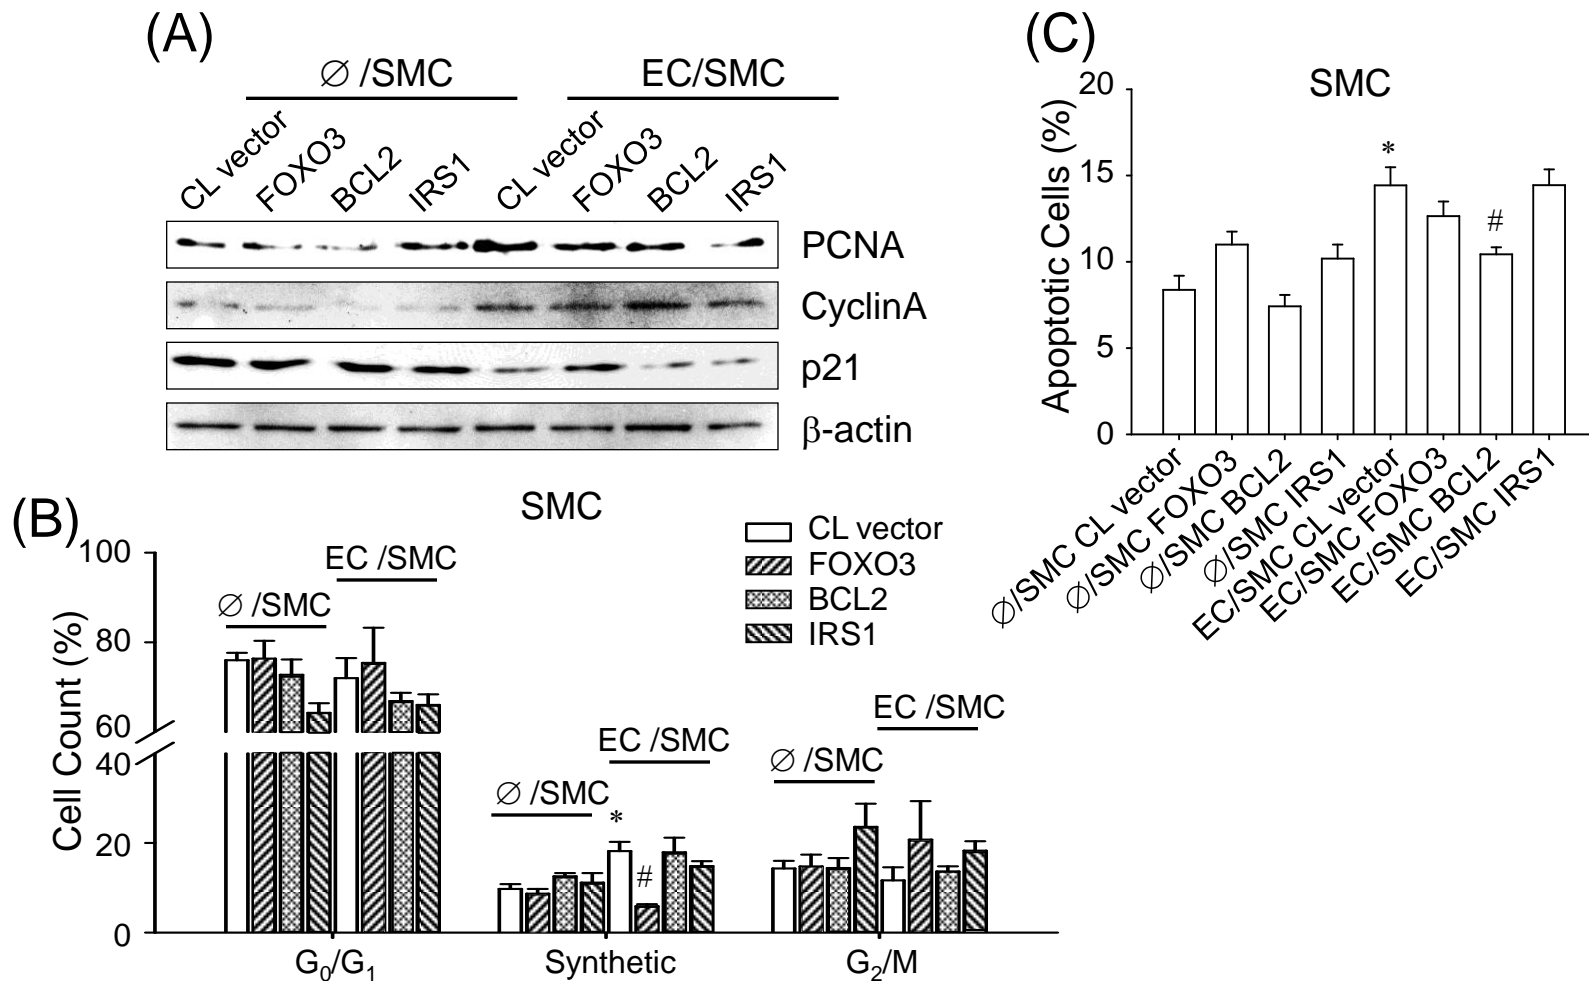 (A)
∅ /SMC EC/SMC
CL vector FOXO3 BCL2 IRS1 CL vector FOXO3 BCL2 IRS1
PCNA
CyclinA
p21
β-actin
(B)
SMC
CL vector
FOXO3
BCL2
IRS1
Cell Count (%)
100
80
60
40
20
0
∅ /SMC
EC /SMC
∅ /SMC
EC /SMC
*
#
∅ /SMC
EC /SMC
G0/G1 Synthetic G2/M
(C)
SMC
Apoptotic Cells (%)
20
15
10
5
0
*
#
∅/SMC CL vector
∅/SMC FOXO3
∅/SMC BCL2
∅/SMC IRS1
EC/SMC CL vector
EC/SMC FOXO3
EC/SMC BCL2
EC/SMC IRS1